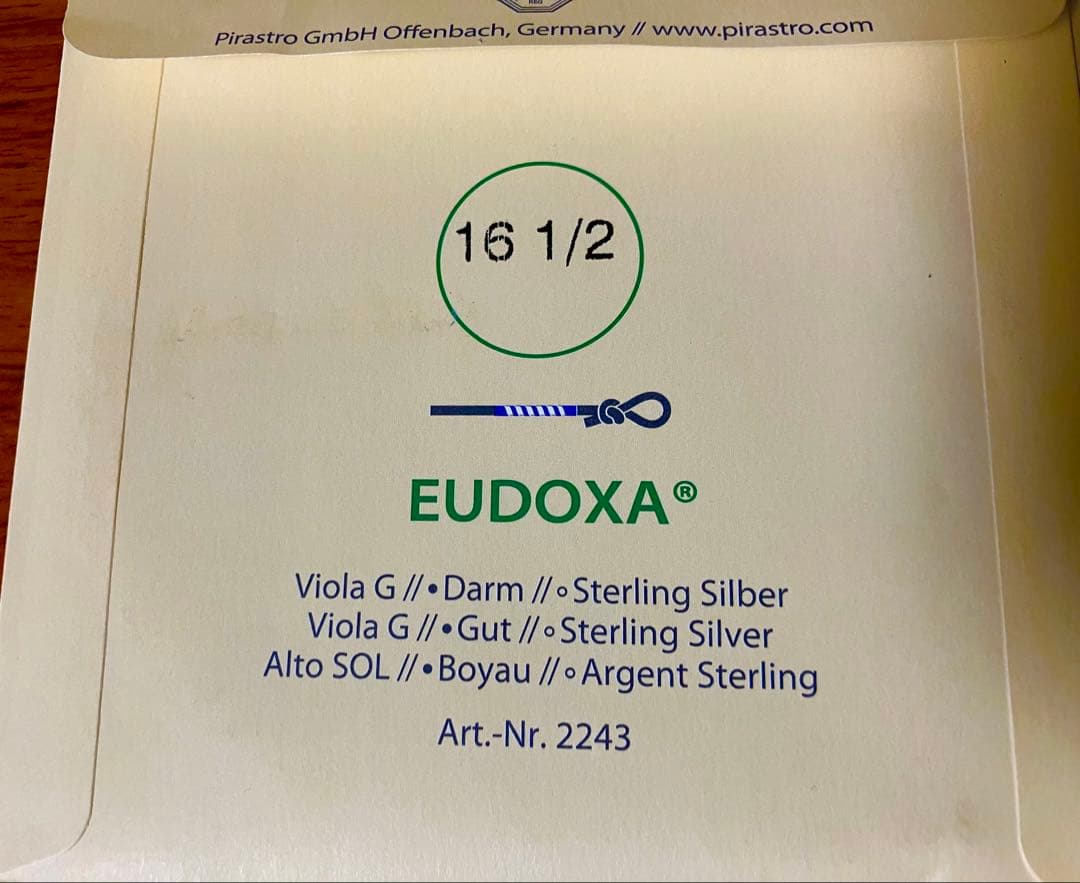 Pirastro GmbH Offenbach, Germany // www.pirastro.com
16 1/2
EUDOXA®
Viola G //•Darm //∘Sterling Silber
Viola G //•Gut //∘Sterling Silver
Alto SOL //•Boyau //∘Argent Sterling
Art.-Nr. 2243